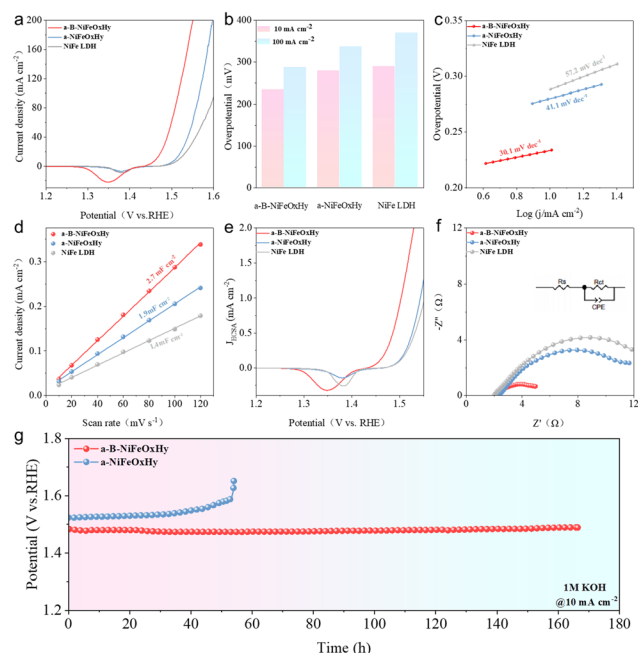 a
a-B-NiFeOxHy
a-NiFeOxHy
NiFe LDH
Current density (mA cm⁻²)
200
160
120
80
40
0
1.2
1.3
1.4
1.5
1.6
Potential (V vs.RHE)
b
10 mA cm⁻²
100 mA cm⁻²
Overpotential (mV)
600
400
200
0
a-B-NiFeOxHy
a-NiFeOxHy
NiFe LDH
c
a-B-NiFeOxHy
a-NiFeOxHy
NiFe LDH
Overpotential (V)
0.35
0.30
0.25
0.20
57.2 mV dec⁻¹
41.1 mV dec⁻¹
30.1 mV dec⁻¹
0.5
1.0
1.5
Log (j/mA cm⁻²)
d
a-B-NiFeOxHy
a-NiFeOxHy
NiFe LDH
Current density (mA cm⁻²)
0.4
0.3
0.2
0.1
0.0
2.7 mF cm⁻²
1.9mF cm⁻²
1.4mF cm⁻²
0
20
40
60
80
100
120
Scan rate (mV s⁻¹)
e
a-B-NiFeOxHy
a-NiFeOxHy
NiFe LDH
J ECSA (mA cm⁻²)
2
1
0
1.2
1.3
1.4
1.5
Potential (V vs. RHE)
f
a-B-NiFeOxHy
a-NiFeOxHy
NiFe LDH
Rs
Rct
CPE
-Z'' (Ω)
-12
-8
-4
0
0
4
8
12
Z' (Ω)
g
a-B-NiFeOxHy
a-NiFeOxHy
Potential (V vs.RHE)
1.8
1.6
1.4
1.2
1M KOH
@10 mA cm⁻²
0
20
40
60
80
100
120
140
160
180
Time (h)